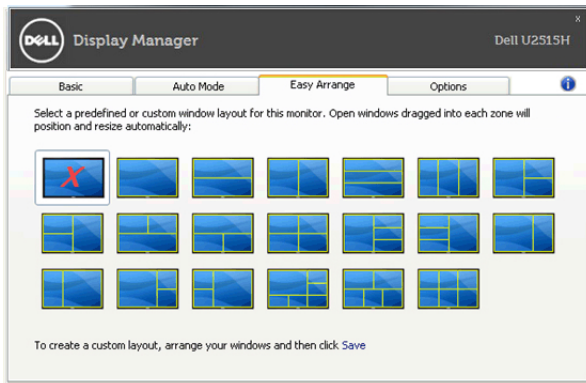 x
DELL Display Manager Dell U2515H
Basic Auto Mode Easy Arrange Options i
Select a predefined or custom window layout for this monitor. Open windows dragged into each zone will
position and resize automatically:
X
To create a custom layout, arrange your windows and then click Save